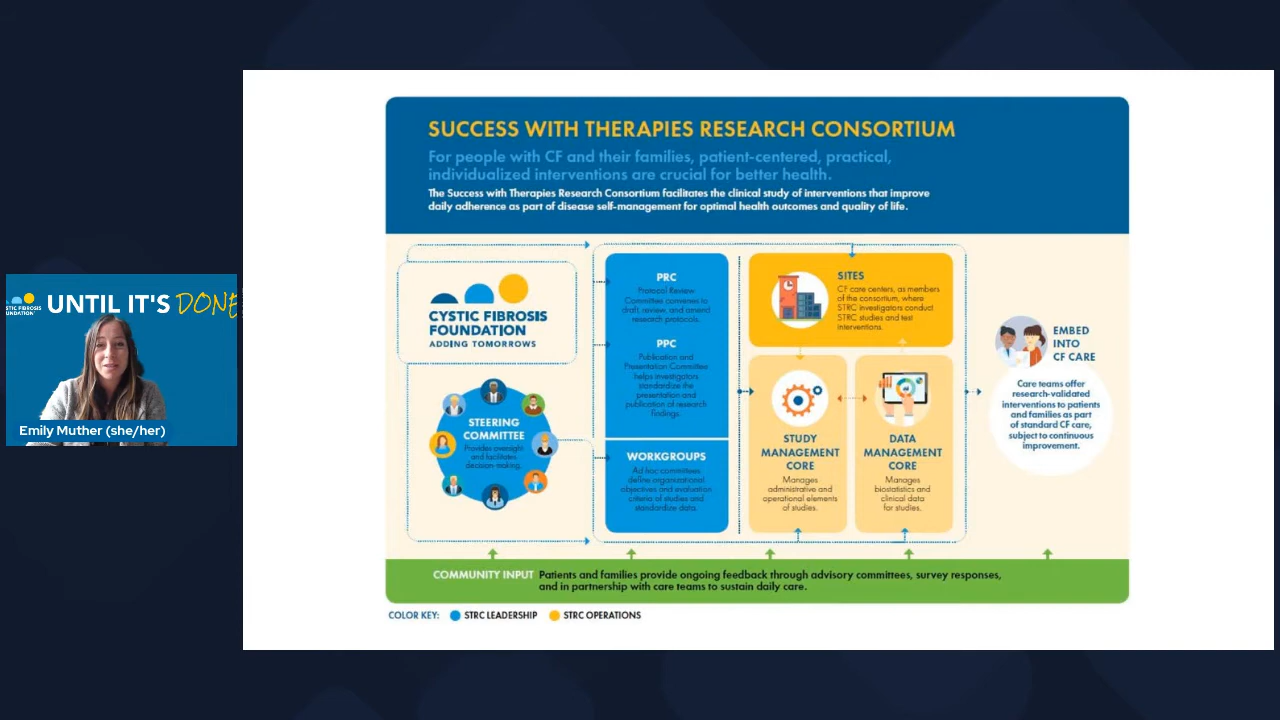 SUCCESS WITH THERAPIES RESEARCH CONSORTIUM
For people with CF and their families, patient-centered, practical,
individualized interventions are crucial for better health.
The Success with Therapies Research Consortium facilitates the clinical study of interventions that improve
daily adherence as part of disease self-management for optimal health outcomes and quality of life.
CYSTIC FIBROSIS
FOUNDATION
ADDING TOMORROWS
STEERING
COMMITTEE
Provides oversight
and facilitates
decision-making.
PRC
Protocol Review
Committee convenes to
draft, review, and amend
research protocols.
PPC
Publication and
Presentation Committee
helps investigators
standardize the
presentation and
publication of research
findings.
WORKGROUPS
Ad hoc committees
define organizational
objectives and evaluation
criteria of studies and
standardize data.
SITES
CF care centers, as members
of the consortium, where
STRC investigators conduct
STRC studies and test
interventions.
STUDY
MANAGEMENT
CORE
Manages
administrative and
operational elements
of studies.
DATA
MANAGEMENT
CORE
Manages
biostatistics and
clinical data
for studies.
EMBED
INTO
CF CARE
Care teams offer
research-validated
interventions to patients
and families as part
of standard CF care,
subject to continuous
improvement.
COMMUNITY INPUT Patients and families provide ongoing feedback through advisory committees, survey responses,
and in partnership with care teams to sustain daily care.
COLOR KEY: STRC LEADERSHIP STRC OPERATIONS
UNTIL IT'S DONE
STIC FIBROSIS
UNDATION
Emily Muther (she/her)